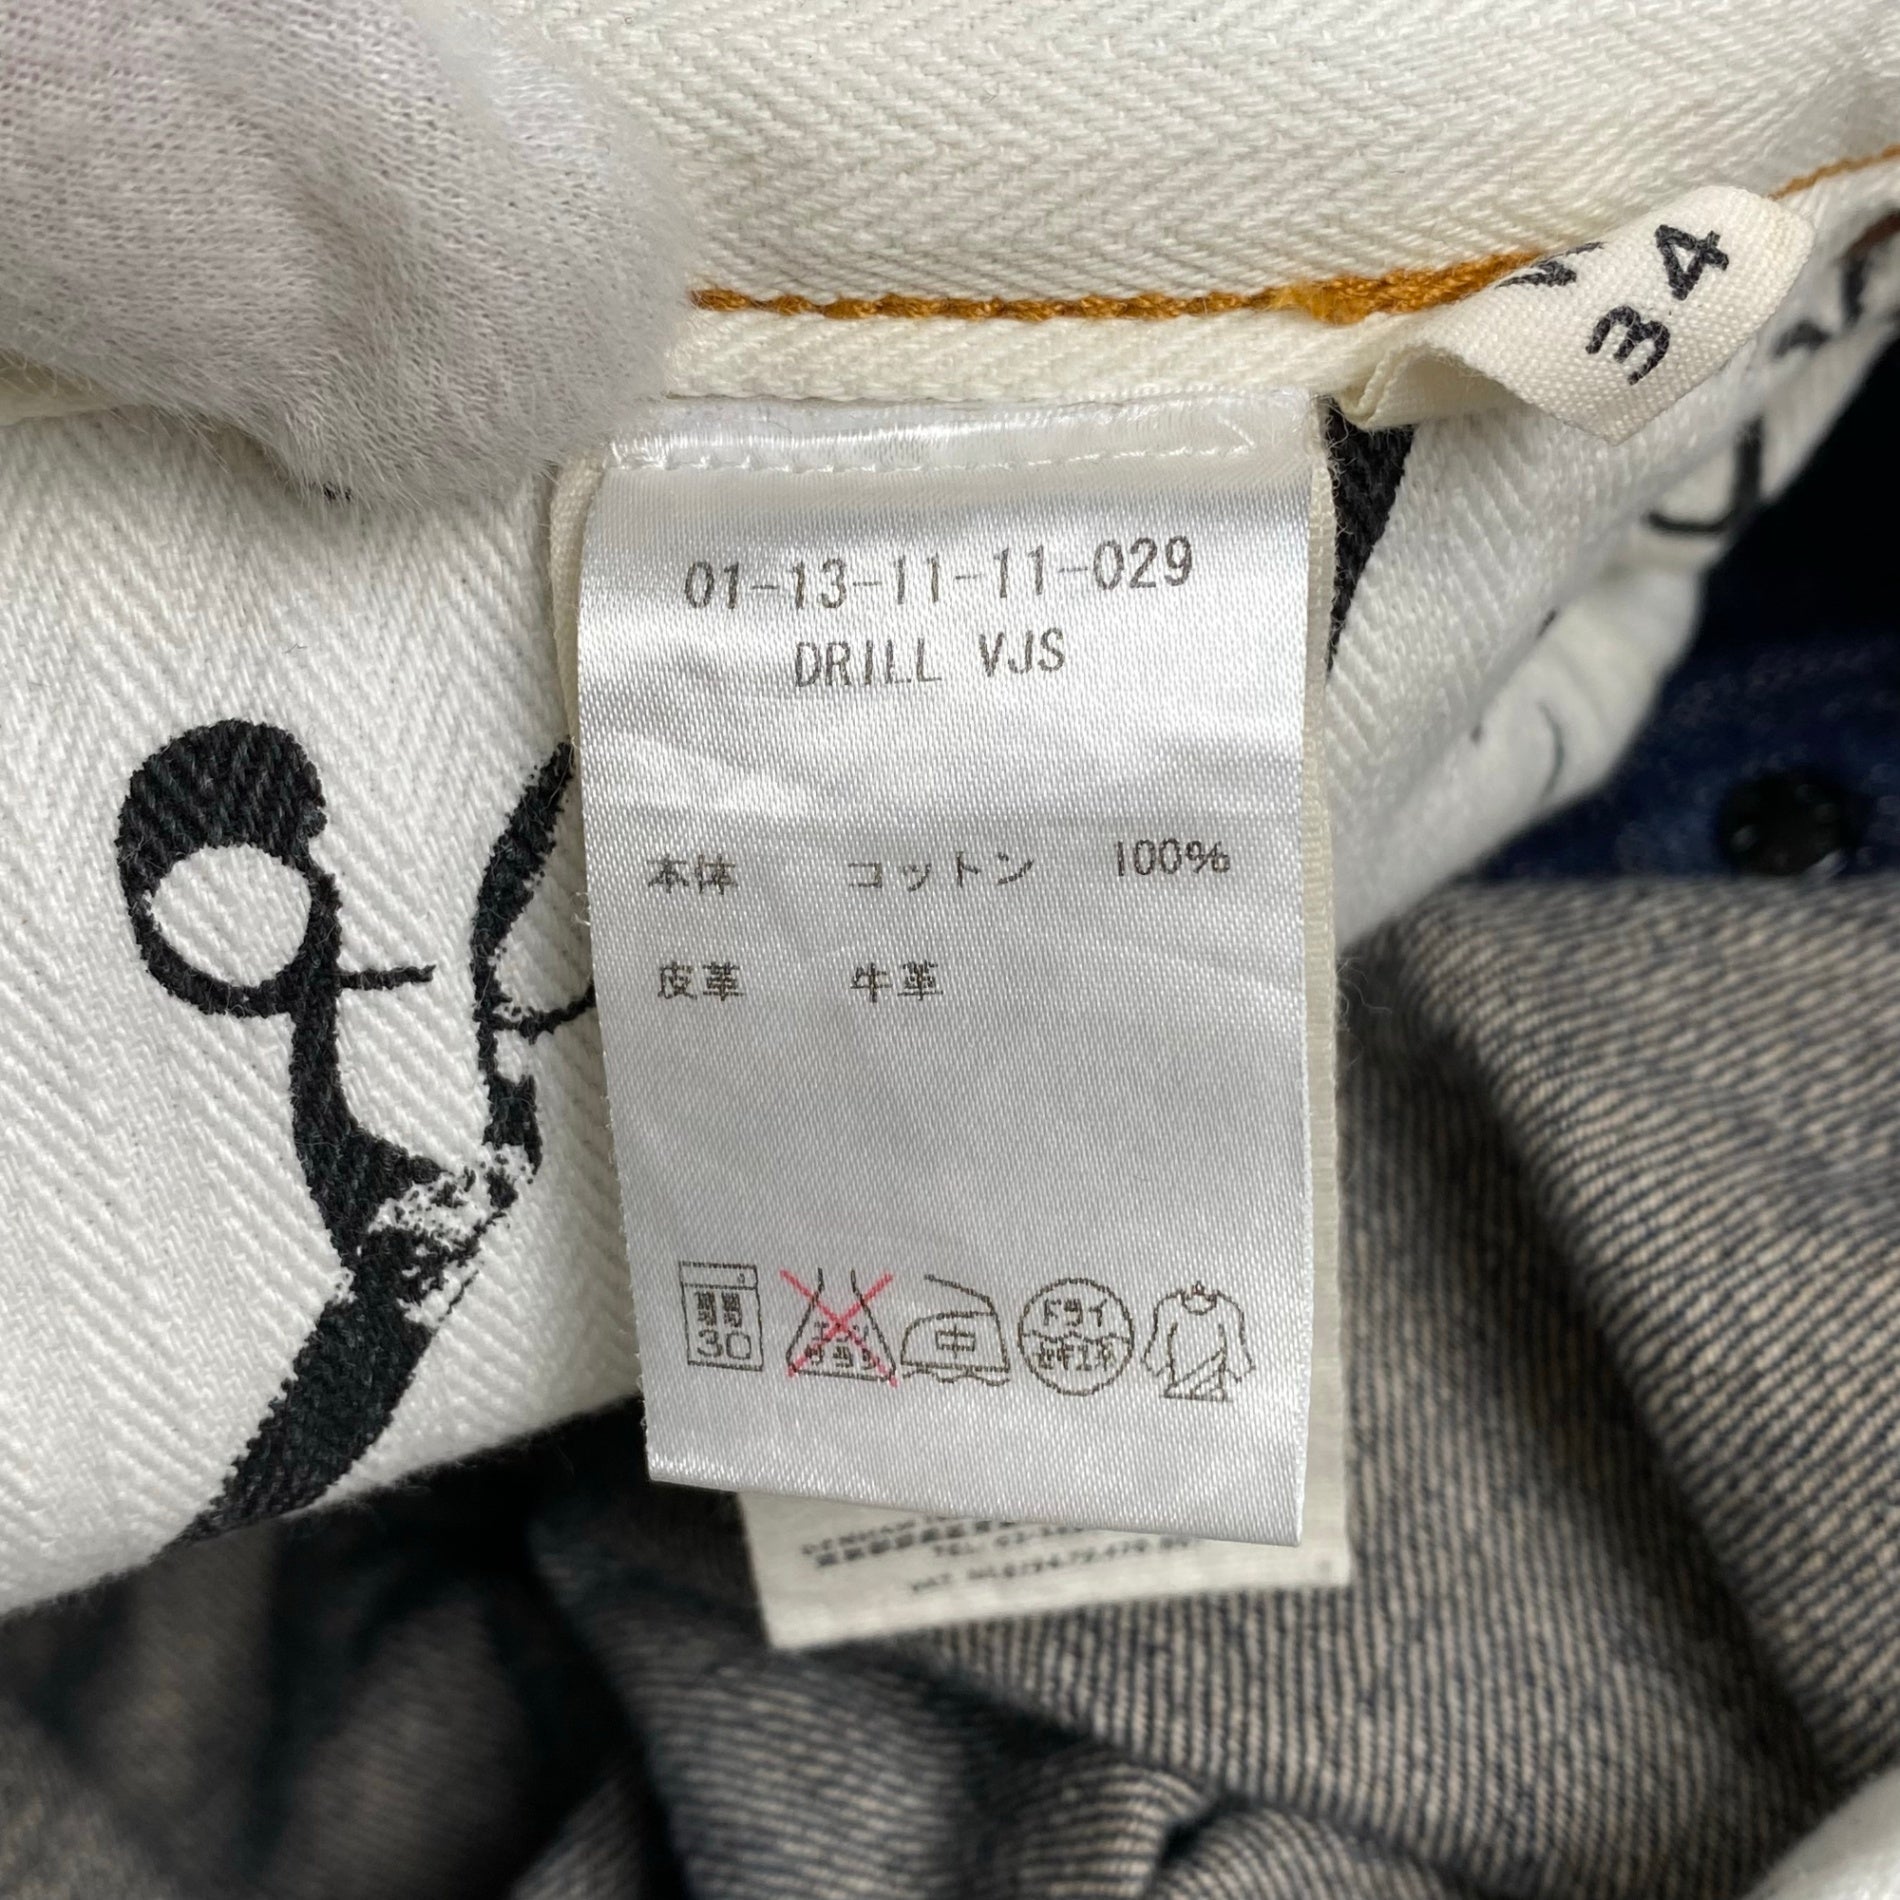 34
01-13-11-11-029
DRILL VJS
本体 コットン 100%
皮革 牛革
30
中
ドライ